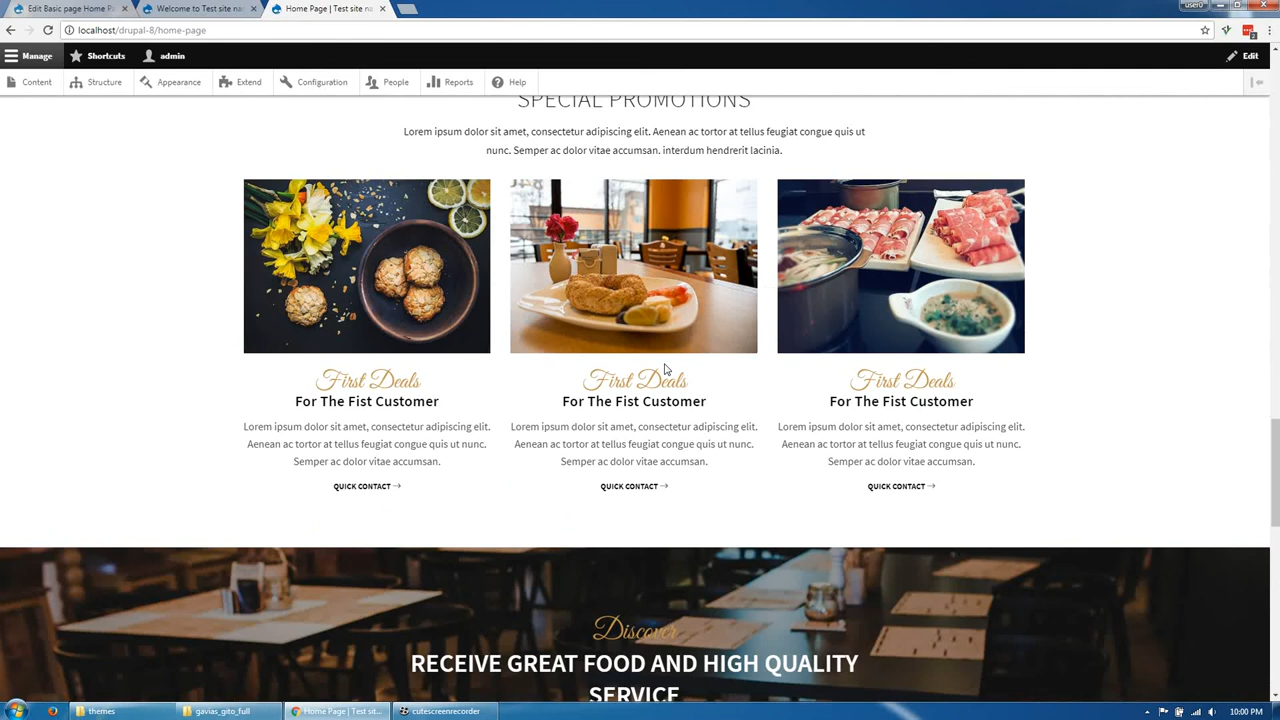 Edit Basic page Home P
Welcome to Test site na
Home Page | Test site na
user0
localhost/drupal-8/home-page
2
Manage
Shortcuts
admin
Edit
Content
Structure
Appearance
Extend
Configuration
People
Reports
Help
SPECIAL PROMOTIONS
Lorem ipsum dolor sit amet, consectetur adipiscing elit. Aenean ac tortor at tellus feugiat congue quis ut
nunc. Semper ac dolor vitae accumsan. interdum hendrerit lacinia.
First Deals
For The Fist Customer
Lorem ipsum dolor sit amet, consectetur adipiscing elit.
Aenean ac tortor at tellus feugiat congue quis ut nunc.
Semper ac dolor vitae accumsan.
QUICK CONTACT →
First Deals
For The Fist Customer
Lorem ipsum dolor sit amet, consectetur adipiscing elit.
Aenean ac tortor at tellus feugiat congue quis ut nunc.
Semper ac dolor vitae accumsan.
QUICK CONTACT →
First Deals
For The Fist Customer
Lorem ipsum dolor sit amet, consectetur adipiscing elit.
Aenean ac tortor at tellus feugiat congue quis ut nunc.
Semper ac dolor vitae accumsan.
QUICK CONTACT →
Discover
RECEIVE GREAT FOOD AND HIGH QUALITY
SERVICE
themes
gavias_gito_full
Home Page | Test sit...
cutescreenrecorder
10:00 PM